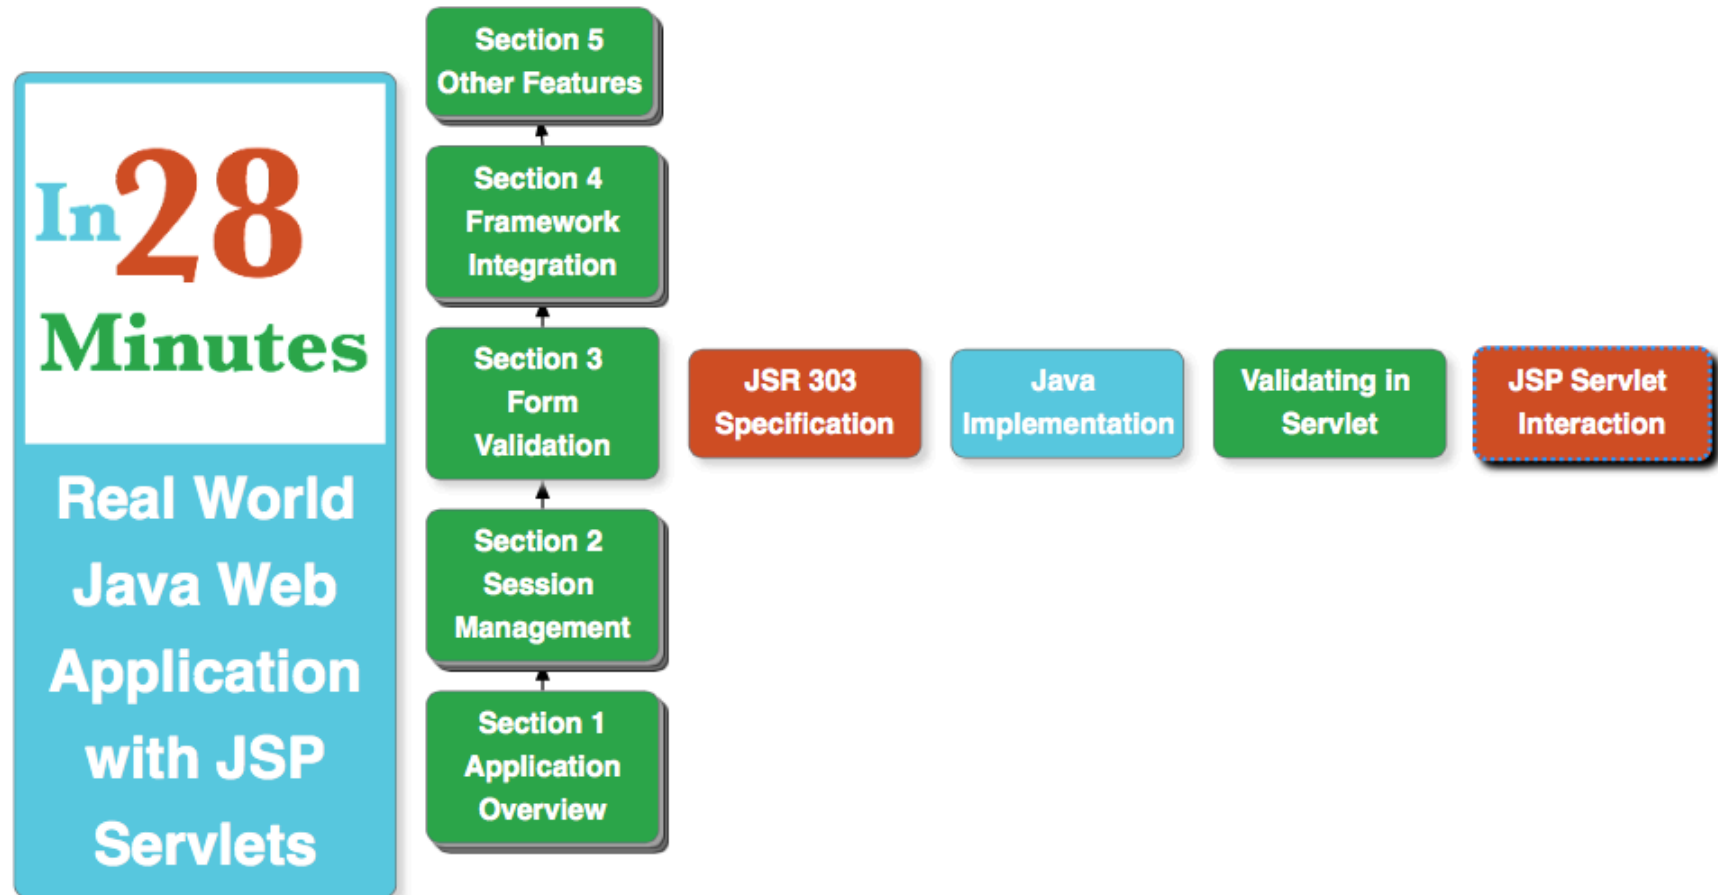 In 28
Minutes
Real World
Java Web
Application
with JSP
Servlets
Section 5
Other Features
Section 4
Framework
Integration
Section 3
Form
Validation
JSR 303
Specification
Java
Implementation
Validating in
Servlet
JSP Servlet
Interaction
Section 2
Session
Management
Section 1
Application
Overview